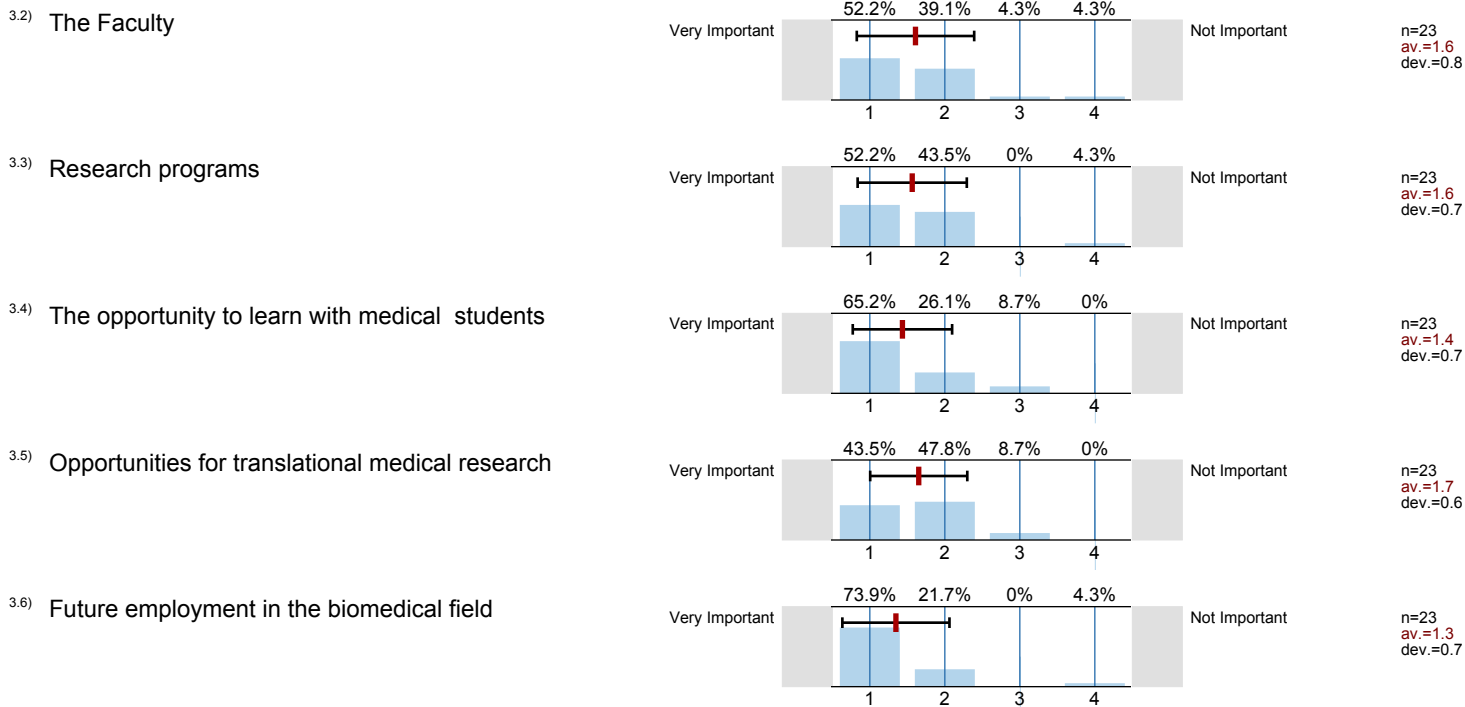 3.2) The Faculty
52.2% 39.1% 4.3% 4.3%
Very Important Not Important
n=23
av.=1.6
dev.=0.8
1 2 3 4
3.3) Research programs
52.2% 43.5% 0% 4.3%
Very Important Not Important
n=23
av.=1.6
dev.=0.7
1 2 3 4
3.4) The opportunity to learn with medical students
65.2% 26.1% 8.7% 0%
Very Important Not Important
n=23
av.=1.4
dev.=0.7
1 2 3 4
3.5) Opportunities for translational medical research
43.5% 47.8% 8.7% 0%
Very Important Not Important
n=23
av.=1.7
dev.=0.6
1 2 3 4
3.6) Future employment in the biomedical field
73.9% 21.7% 0% 4.3%
Very Important Not Important
n=23
av.=1.3
dev.=0.7
1 2 3 4